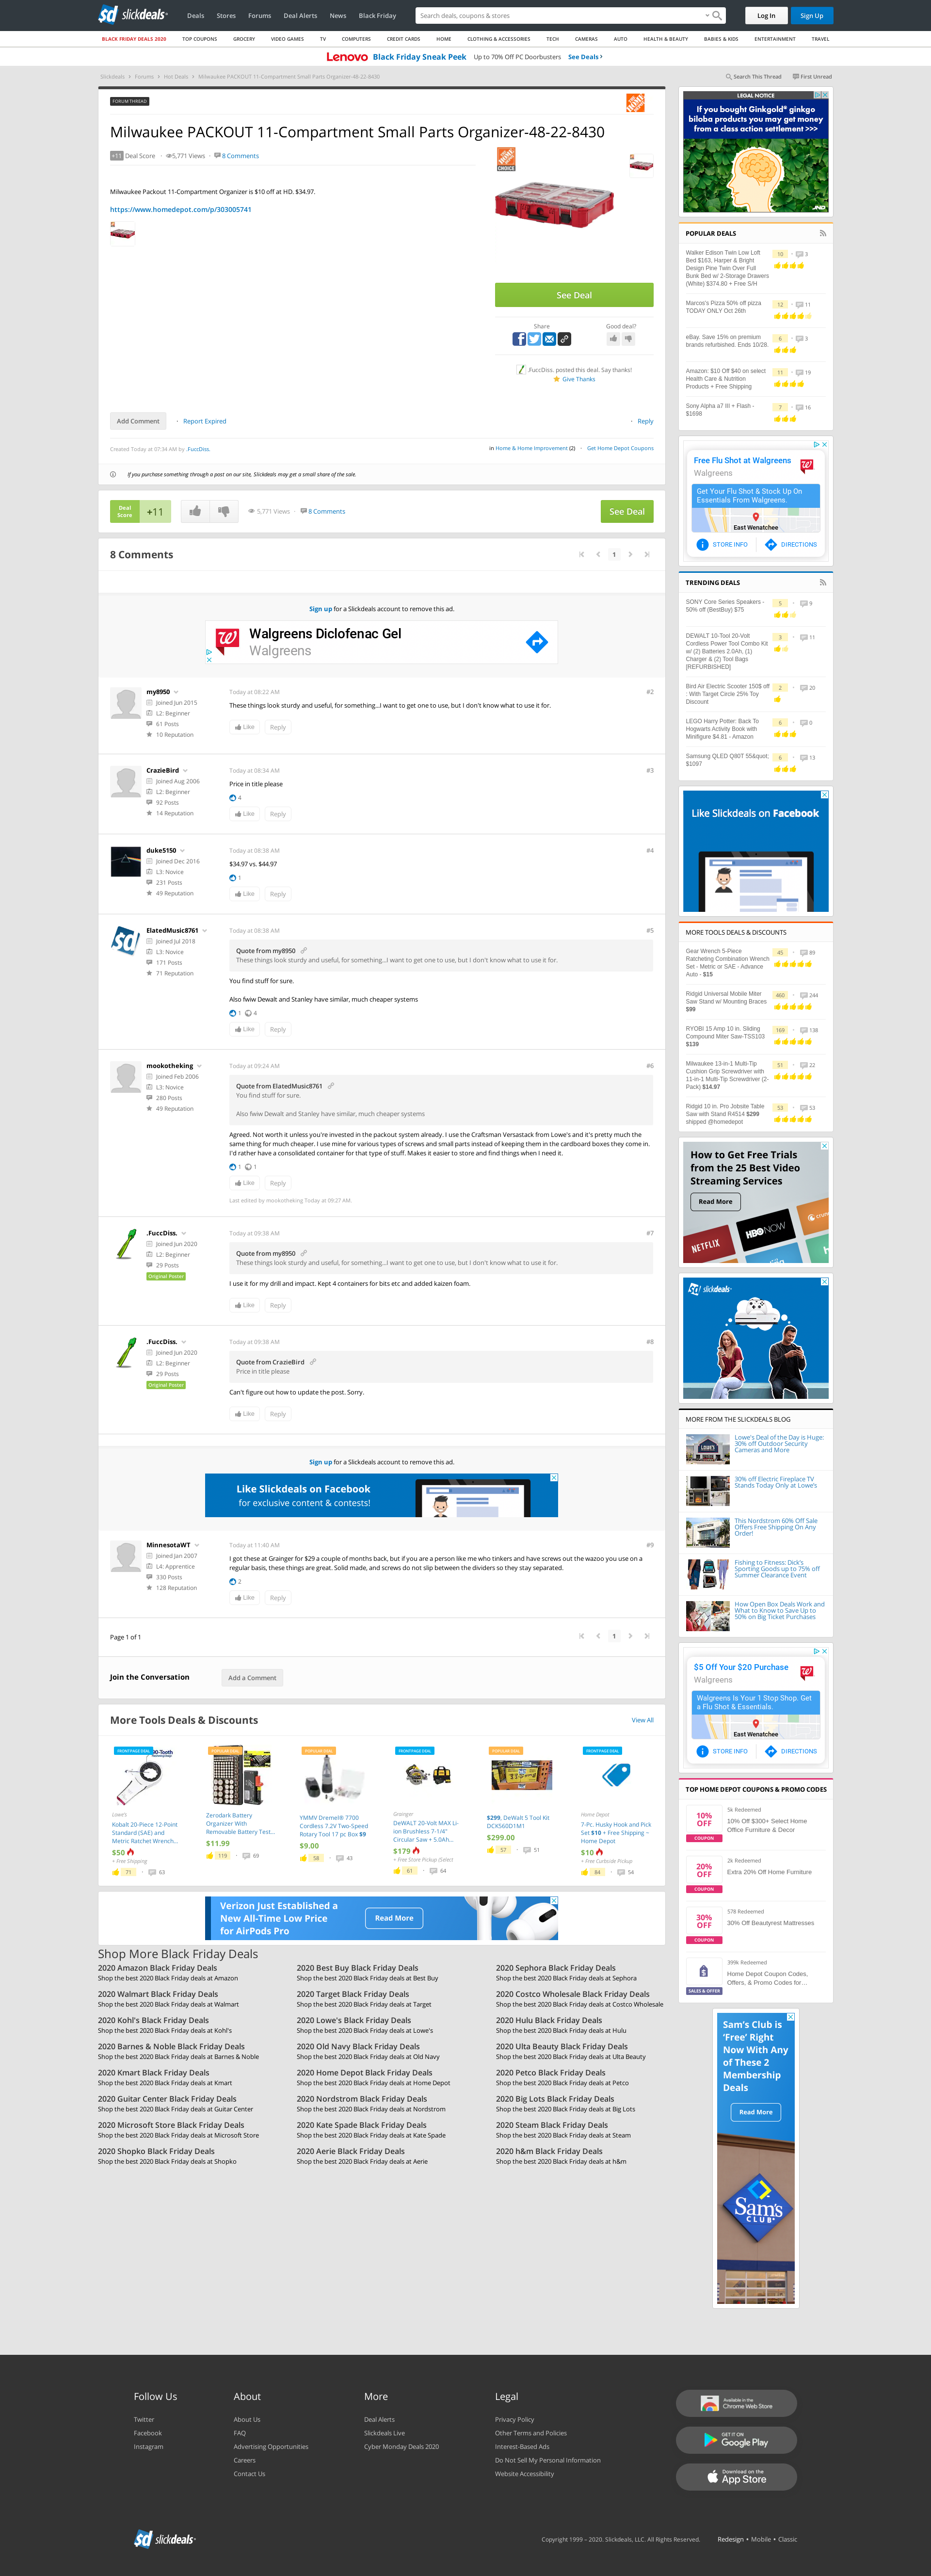 slickdeals
Deals
Stores
Forums
Deal Alerts
News
Black Friday
Search deals, coupons & stores
Log In
Sign Up
BLACK FRIDAY DEALS 2020
TOP COUPONS
GROCERY
VIDEO GAMES
TV
COMPUTERS
CREDIT CARDS
HOME
CLOTHING & ACCESSORIES
TECH
CAMERAS
AUTO
HEALTH & BEAUTY
BABIES & KIDS
ENTERTAINMENT
TRAVEL
Lenovo Black Friday Sneak Peek Up to 70% Off PC Doorbusters See Deals >
Slickdeals > Forums > Hot Deals > Milwaukee PACKOUT 11-Compartment Small Parts Organizer-48-22-8430
Search This Thread
First Unread
FORUM THREAD
Milwaukee PACKOUT 11-Compartment Small Parts Organizer-48-22-8430
+11 Deal Score
5,771 Views
8 Comments
Milwaukee Packout 11-Compartment Organizer is $10 off at HD. $34.97.
https://www.homedepot.com/p/303005741
CHOICE
See Deal
Share
Good deal?
.FuccDiss. posted this deal. Say thanks!
Give Thanks
Add Comment
Report Expired
Reply
Created Today at 07:34 AM by .FuccDiss.
in Home & Home Improvement (2)
Get Home Depot Coupons
If you purchase something through a post on our site, Slickdeals may get a small share of the sale.
Deal Score
+11
5,771 Views
8 Comments
See Deal
8 Comments
1
Sign up for a Slickdeals account to remove this ad.
Walgreens Diclofenac Gel
Walgreens
my8950
Joined Jun 2015
L2: Beginner
61 Posts
10 Reputation
Today at 08:22 AM
#2
These things look sturdy and useful, for something...I want to get one to use, but I don't know what to use it for.
Like
Reply
CrazieBird
Joined Aug 2006
L2: Beginner
92 Posts
14 Reputation
Today at 08:34 AM
#3
Price in title please
4
Like
Reply
duke5150
Joined Dec 2016
L3: Novice
231 Posts
49 Reputation
Today at 08:38 AM
#4
$34.97 vs. $44.97
1
Like
Reply
ElatedMusic8761
Joined Jul 2018
L3: Novice
171 Posts
71 Reputation
Today at 08:38 AM
#5
Quote from my8950
These things look sturdy and useful, for something...I want to get one to use, but I don't know what to use it for.
You find stuff for sure.
Also fwiw Dewalt and Stanley have similar, much cheaper systems
1
4
Like
Reply
mookotheking
Joined Feb 2006
L3: Novice
280 Posts
49 Reputation
Today at 09:24 AM
#6
Quote from ElatedMusic8761
You find stuff for sure.
Also fwiw Dewalt and Stanley have similar, much cheaper systems
Agreed. Not worth it unless you're invested in the packout system already. I use the Craftsman Versastack from Lowe's and it's pretty much the
same thing for much cheaper. I use mine for various types of screws and small parts instead of keeping them in the cardboard boxes they come in.
I'd rather have a consolidated container for that type of stuff. Makes it easier to store and find things when I need it.
1
1
Like
Reply
Last edited by mookotheking Today at 09:27 AM.
.FuccDiss.
Joined Jun 2020
L2: Beginner
29 Posts
Original Poster
Today at 09:38 AM
#7
Quote from my8950
These things look sturdy and useful, for something...I want to get one to use, but I don't know what to use it for.
I use it for my drill and impact. Kept 4 containers for bits etc and added kaizen foam.
Like
Reply
.FuccDiss.
Joined Jun 2020
L2: Beginner
29 Posts
Original Poster
Today at 09:38 AM
#8
Quote from CrazieBird
Price in title please
Can't figure out how to update the post. Sorry.
Like
Reply
Sign up for a Slickdeals account to remove this ad.
Like Slickdeals on Facebook
for exclusive content & contests!
MinnesotaWT
Joined Jan 2007
L4: Apprentice
330 Posts
128 Reputation
Today at 11:40 AM
#9
I got these at Grainger for $29 a couple of months back, but if you are a person like me who tinkers and have screws out the wazoo you use on a
regular basis, these things are great. Solid made, and screws do not slip between the dividers so they stay separated.
2
Like
Reply
Page 1 of 1
1
Join the Conversation
Add a Comment
More Tools Deals & Discounts
View All
FRONTPAGE DEAL
Lowe's
Kobalt 20-Piece 12-Point
Standard (SAE) and
Metric Ratchet Wrench...
$50
+ Free Shipping
71
63
POPULAR DEAL
Zerodark Battery
Organizer With
Removable Battery Test...
$11.99
119
69
POPULAR DEAL
YMMV Dremel® 7700
Cordless 7.2V Two-Speed
Rotary Tool 17 pc Box $9
$9.00
58
43
FRONTPAGE DEAL
Grainger
DeWALT 20-Volt MAX Li-
ion-Brushless 7-1/4"
Circular Saw + 5.0Ah...
$179
+ Free Store Pickup (Select
61
64
POPULAR DEAL
$299, DeWalt 5 Tool Kit
DCK560D1M1
$299.00
57
51
FRONTPAGE DEAL
Home Depot
7-Pc. Husky Hook and Pick
Set $10 + Free Shipping ~
Home Depot
$10
+ Free Curbside Pickup
84
54
Verizon Just Established a
New All-Time Low Price
for AirPods Pro
Read More
Shop More Black Friday Deals
2020 Amazon Black Friday Deals
Shop the best 2020 Black Friday deals at Amazon
2020 Best Buy Black Friday Deals
Shop the best 2020 Black Friday deals at Best Buy
2020 Sephora Black Friday Deals
Shop the best 2020 Black Friday deals at Sephora
2020 Walmart Black Friday Deals
Shop the best 2020 Black Friday deals at Walmart
2020 Target Black Friday Deals
Shop the best 2020 Black Friday deals at Target
2020 Costco Wholesale Black Friday Deals
Shop the best 2020 Black Friday deals at Costco Wholesale
2020 Kohl's Black Friday Deals
Shop the best 2020 Black Friday deals at Kohl's
2020 Lowe's Black Friday Deals
Shop the best 2020 Black Friday deals at Lowe's
2020 Hulu Black Friday Deals
Shop the best 2020 Black Friday deals at Hulu
2020 Barnes & Noble Black Friday Deals
Shop the best 2020 Black Friday deals at Barnes & Noble
2020 Old Navy Black Friday Deals
Shop the best 2020 Black Friday deals at Old Navy
2020 Ulta Beauty Black Friday Deals
Shop the best 2020 Black Friday deals at Ulta Beauty
2020 Kmart Black Friday Deals
Shop the best 2020 Black Friday deals at Kmart
2020 Home Depot Black Friday Deals
Shop the best 2020 Black Friday deals at Home Depot
2020 Petco Black Friday Deals
Shop the best 2020 Black Friday deals at Petco
2020 Guitar Center Black Friday Deals
Shop the best 2020 Black Friday deals at Guitar Center
2020 Nordstrom Black Friday Deals
Shop the best 2020 Black Friday deals at Nordstrom
2020 Big Lots Black Friday Deals
Shop the best 2020 Black Friday deals at Big Lots
2020 Microsoft Store Black Friday Deals
Shop the best 2020 Black Friday deals at Microsoft Store
2020 Kate Spade Black Friday Deals
Shop the best 2020 Black Friday deals at Kate Spade
2020 Steam Black Friday Deals
Shop the best 2020 Black Friday deals at Steam
2020 Shopko Black Friday Deals
Shop the best 2020 Black Friday deals at Shopko
2020 Aerie Black Friday Deals
Shop the best 2020 Black Friday deals at Aerie
2020 h&m Black Friday Deals
Shop the best 2020 Black Friday deals at h&m
LEGAL NOTICE
If you bought Ginkgold® ginkgo
biloba products you may get money
from a class action settlement >>>
JND
POPULAR DEALS
Walker Edison Twin Low Loft
Bed $163, Harper & Bright
Design Pine Twin Over Full
Bunk Bed w/ 2-Storage Drawers
(White) $374.80 + Free S/H
10
3
Marcos's Pizza 50% off pizza
TODAY ONLY Oct 26th
12
11
eBay. Save 15% on premium
brands refurbished. Ends 10/28.
6
3
Amazon: $10 Off $40 on select
Health Care & Nutrition
Products + Free Shipping
11
19
Sony Alpha a7 III + Flash -
$1698
7
16
Free Flu Shot at Walgreens
Walgreens
Get Your Flu Shot & Stock Up On
Essentials From Walgreens.
East Wenatchee
STORE INFO
DIRECTIONS
TRENDING DEALS
SONY Core Series Speakers -
50% off (BestBuy) $75
5
9
DEWALT 10-Tool 20-Volt
Cordless Power Tool Combo Kit
w/ (2) Batteries 2.0Ah, (1)
Charger & (2) Tool Bags
[REFURBISHED]
3
11
Bird Air Electric Scooter 150$ off
: With Target Circle 25% Toy
Discount
2
20
LEGO Harry Potter: Back To
Hogwarts Activity Book with
Minifigure $4.81 - Amazon
6
0
Samsung QLED Q80T 55&quot;
$1097
6
13
Like Slickdeals on Facebook
MORE TOOLS DEALS & DISCOUNTS
Gear Wrench 5-Piece
Ratcheting Combination Wrench
Set - Metric or SAE - Advance
Auto - $15
45
89
Ridgid Universal Mobile Miter
Saw Stand w/ Mounting Braces
$99
460
244
RYOBI 15 Amp 10 in. Sliding
Compound Miter Saw-TSS103
$139
169
138
Milwaukee 13-in-1 Multi-Tip
Cushion Grip Screwdriver with
11-in-1 Multi-Tip Screwdriver (2-
Pack) $14.97
51
22
Ridgid 10 in. Pro Jobsite Table
Saw with Stand R4514 $299
shipped @homedepot
53
53
How to Get Free Trials
from the 25 Best Video
Streaming Services
Read More
NETFLIX
HBO NOW
slickdeals
MORE FROM THE SLICKDEALS BLOG
LOWE'S
Lowe's Deal of the Day is Huge:
30% off Outdoor Security
Cameras and More
30% off Electric Fireplace TV
Stands Today Only at Lowe's
This Nordstrom 60% Off Sale
Offers Free Shipping On Any
Order!
Fishing to Fitness: Dick's
Sporting Goods up to 75% off
Summer Clearance Event
How Open Box Deals Work and
What to Know to Save Up to
50% on Big Ticket Purchases
$5 Off Your $20 Purchase
Walgreens
Walgreens Is Your 1 Stop Shop. Get
a Flu Shot & Essentials.
East Wenatchee
STORE INFO
DIRECTIONS
TOP HOME DEPOT COUPONS & PROMO CODES
10% OFF
COUPON
5k Redeemed
10% Off $300+ Select Home
Office Furniture & Decor
20% OFF
COUPON
2k Redeemed
Extra 20% Off Home Furniture
30% OFF
COUPON
578 Redeemed
30% Off Beautyrest Mattresses
SALES & OFFER
399k Redeemed
Home Depot Coupon Codes,
Offers, & Promo Codes for...
Sam's Club is
'Free' Right
Now With Any
of These 2
Membership
Deals
Read More
Sam's
CLUB
Follow Us
Twitter
Facebook
Instagram
About
About Us
FAQ
Advertising Opportunities
Careers
Contact Us
More
Deal Alerts
Slickdeals Live
Cyber Monday Deals 2020
Legal
Privacy Policy
Other Terms and Policies
Interest-Based Ads
Do Not Sell My Personal Information
Website Accessibility
Available in the
Chrome Web Store
GET IT ON
Google Play
Download on the
App Store
slickdeals
Copyright 1999 – 2020. Slickdeals, LLC. All Rights Reserved.
Redesign • Mobile • Classic